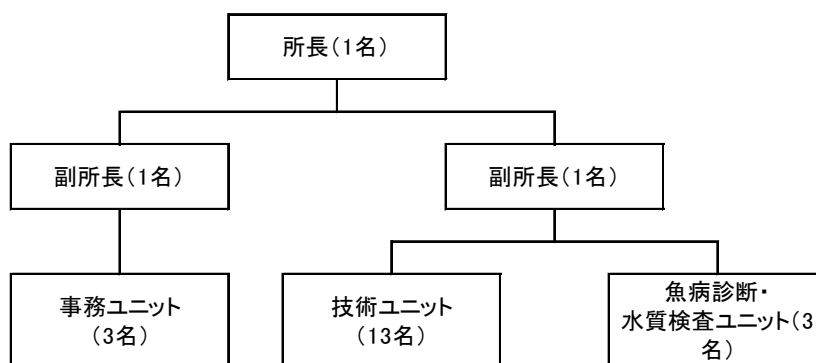 所長（1名）
副所長（1名）
副所長（1名）
事務ユニット
（3名）
技術ユニット
（13名）
魚病診断・
水質検査ユニット（3
名）